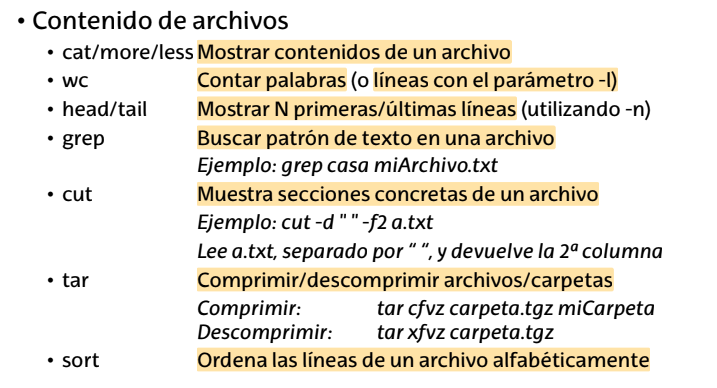 • Contenido de archivos
• cat/more/less Mostrar contenidos de un archivo
• wc Contar palabras (o líneas con el parámetro -l)
• head/tail Mostrar N primeras/últimas líneas (utilizando -n)
• grep Buscar patrón de texto en una archivo
Ejemplo: grep casa miArchivo.txt
• cut Muestra secciones concretas de un archivo
Ejemplo: cut -d " " -f2 a.txt
Lee a.txt, separado por “ “, y devuelve la 2ª columna
• tar Comprimir/descomprimir archivos/carpetas
Comprimir: tar cfvz carpeta.tgz miCarpeta
Descomprimir: tar xfvz carpeta.tgz
• sort Ordena las líneas de un archivo alfabéticamente